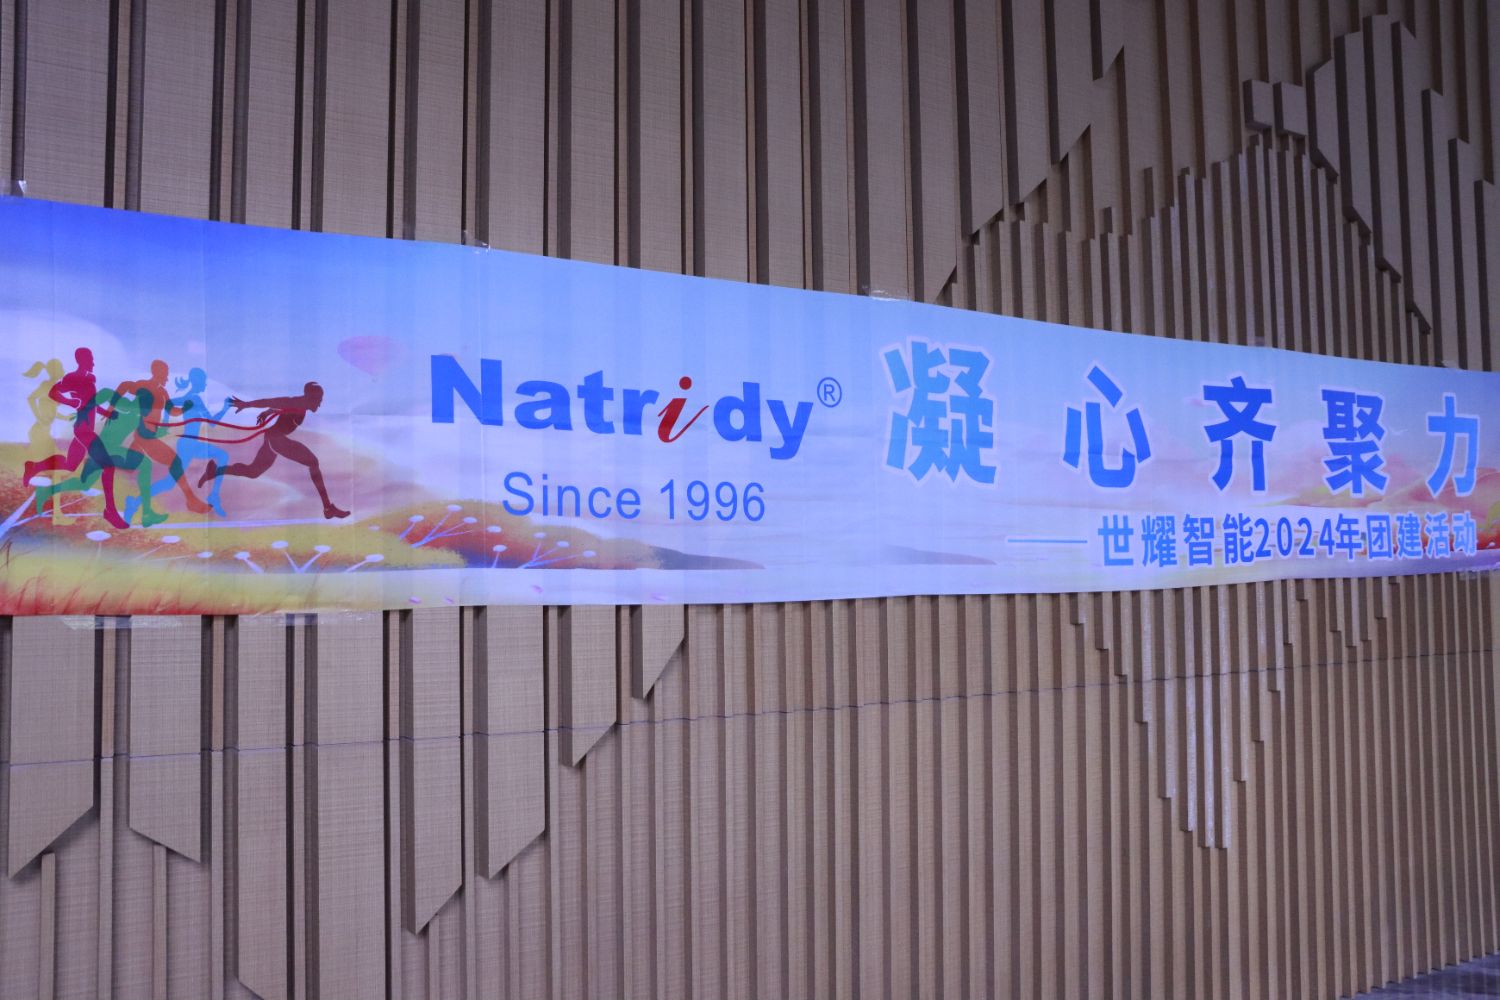 Natridy®
Since 1996
凝心齐聚力
——世耀智能2024年团建活动